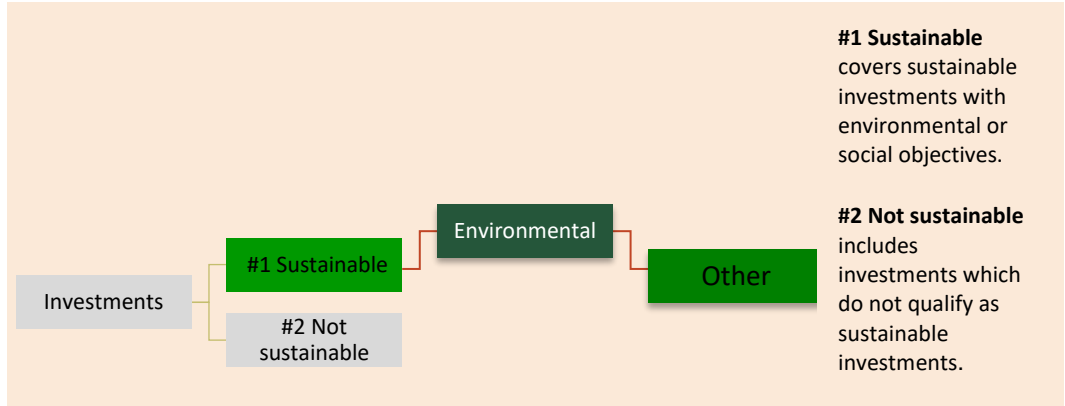 Investments
#1 Sustainable
#2 Not
sustainable
Environmental
Other
#1 Sustainable
covers sustainable
investments with
environmental or
social objectives.
#2 Not sustainable
includes
investments which
do not qualify as
sustainable
investments.